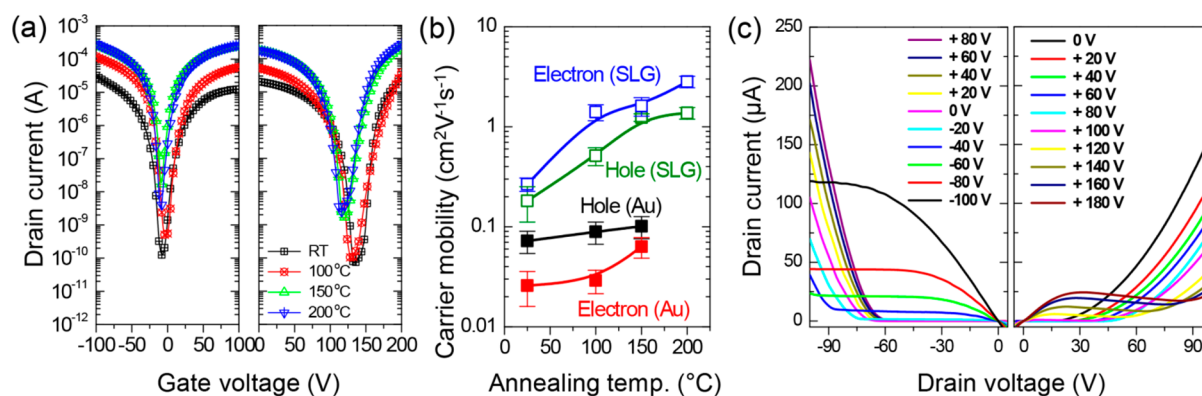 (a)
Drain current (A)
10⁻³
10⁻⁴
10⁻⁵
10⁻⁶
10⁻⁷
10⁻⁸
10⁻⁹
10⁻¹⁰
10⁻¹¹
10⁻¹²
RT
100°C
150°C
200°C
-100 -50 0 50 100 00 50 100 150 200
Gate voltage (V)
(b)
Carrier mobility (cm²V⁻¹s⁻¹)
10
1
0.1
0.01
Electron (SLG)
Hole (SLG)
Hole (Au)
Electron (Au)
0 50 100 150 200
Annealing temp. (°C)
(c)
Drain current (µA)
250
200
150
100
50
0
+ 80 V
+ 60 V
+ 40 V
+ 20 V
0 V
-20 V
-40 V
-60 V
-80 V
-100 V
0 V
+ 20 V
+ 40 V
+ 60 V
+ 80 V
+ 100 V
+ 120 V
+ 140 V
+ 160 V
+ 180 V
-90 -60 -30 0 0 30 60 90
Drain voltage (V)